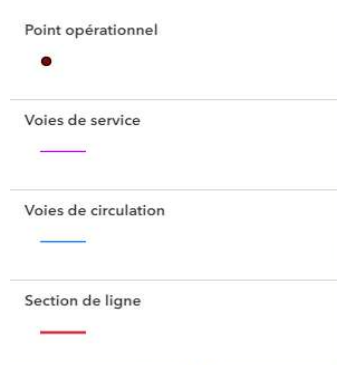 Point opérationnel
Voies de service
Voies de circulation
Section de ligne